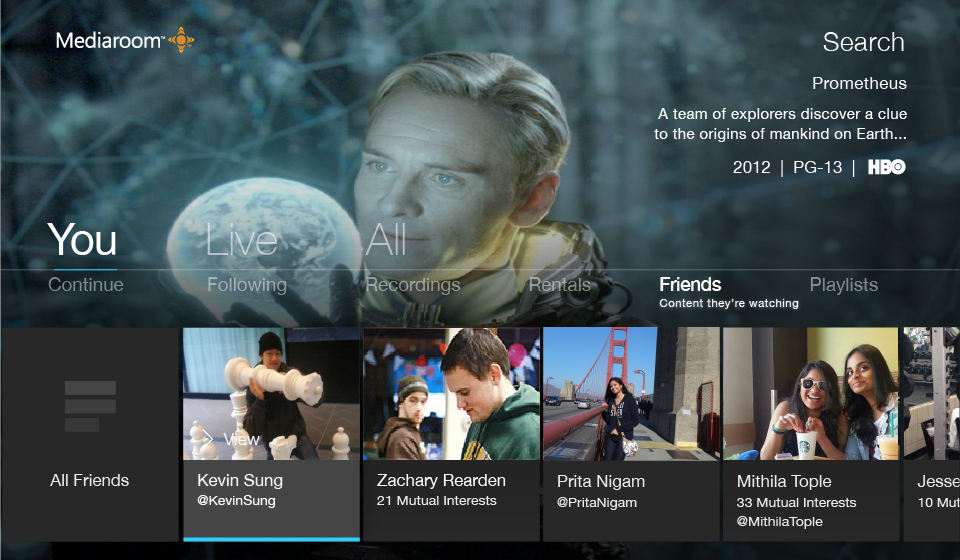 Mediaroom™
Search
Prometheus
A team of explorers discover a clue
to the origins of mankind on Earth...
2012 | PG-13 | HBO
You Live All
Continue Following Recordings Rentals Friends Playlists
Content they're watching
View
All Friends
Kevin Sung
@KevinSung
Zachary Rearden
21 Mutual Interests
Prita Nigam
@PritaNigam
Mithila Tople
33 Mutual Interests
@MithilaTople
Jesse
10 Mut